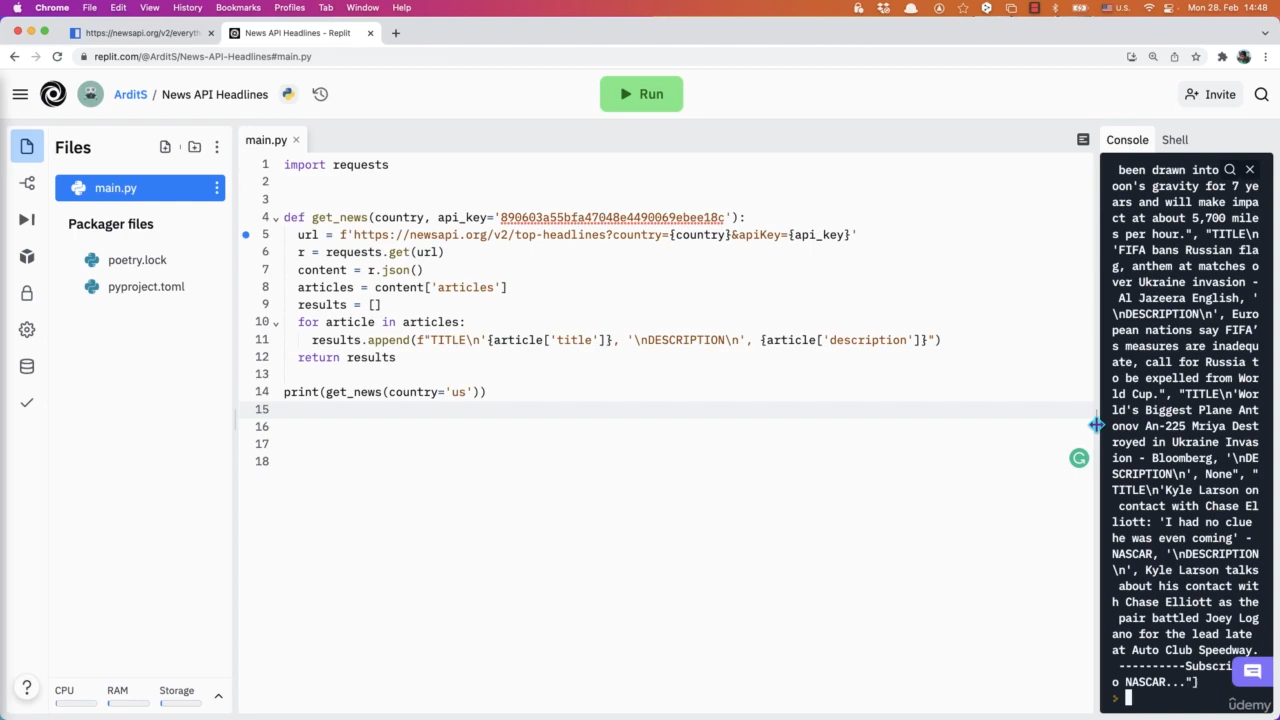 Chrome File Edit View History Bookmarks Profiles Tab Window Help U.S. Mon 28. Feb 14:48
https://newsapi.org/v2/everyth × News API Headlines - Replit × +
replit.com/@ArditS/News-API-Headlines#main.py
ArditS / News API Headlines Run Invite
Files main.py × Console Shell
main.py
Packager files
poetry.lock
pyproject.toml
1 import requests
2
3
4 def get_news(country, api_key='890603a55bfa47048e4490069ebee18c'):
5 url = f'https://newsapi.org/v2/top-headlines?country={country}&apiKey={api_key}'
6 r = requests.get(url)
7 content = r.json()
8 articles = content['articles']
9 results = []
10 for article in articles:
11 results.append(f"TITLE\n'{article['title']}, '\nDESCRIPTION\n', {article['description']}")
12 return results
13
14 print(get_news(country='us'))
15
16
17
18
been drawn into
oon's gravity for 7 ye
ars and will make impa
ct at about 5,700 mile
s per hour.", "TITLE\n
'FIFA bans Russian fla
g, anthem at matches o
ver Ukraine invasion -
Al Jazeera English, '
\nDESCRIPTION\n', Euro
pean nations say FIFA’
s measures are inadequ
ate, call for Russia t
o be expelled from Wor
ld Cup.", "TITLE\n'Wor
ld's Biggest Plane Ant
onov An-225 Mriya Dest
royed in Ukraine Invas
ion - Bloomberg, '\nDE
SCRIPTION\n', None", "
TITLE\n'Kyle Larson on
contact with Chase El
liott: 'I had no clue
he was even coming' -
NASCAR, '\nDESCRIPTION
\n', Kyle Larson talks
about his contact wit
h Chase Elliott as the
pair battled Joey Log
ano for the lead late
at Auto Club Speedway.
----------Subscri
o NASCAR..."]
CPU RAM Storage
?
ûdemy